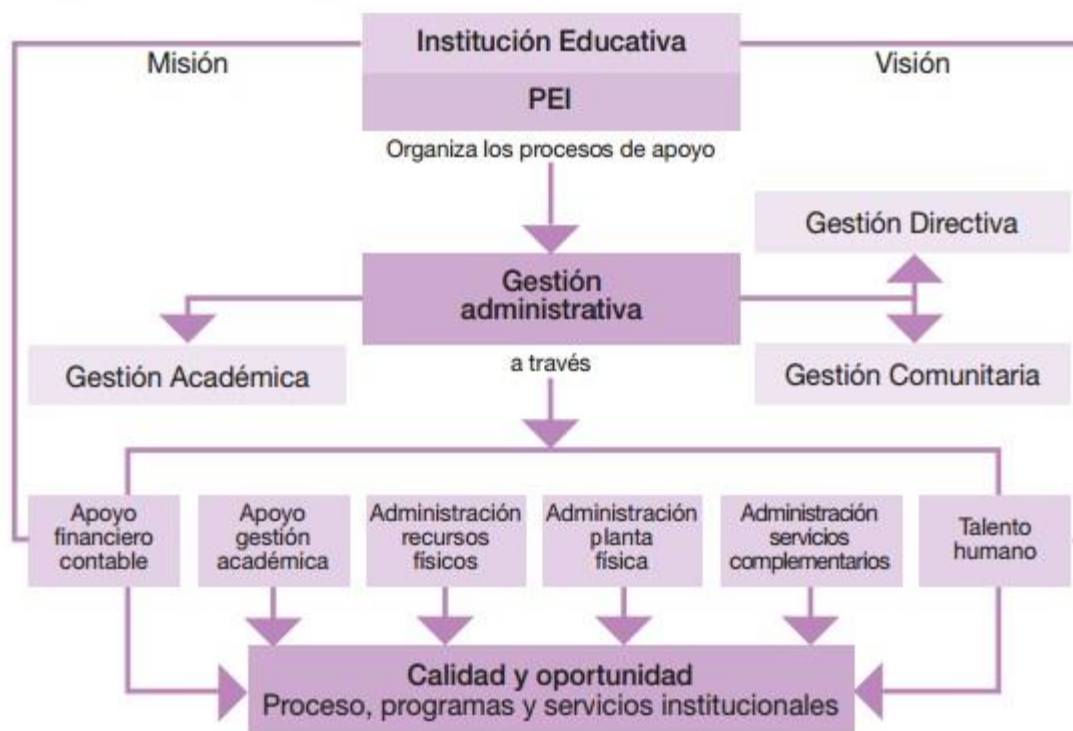 Institución Educativa
Misión
Visión
PEI
Organiza los procesos de apoyo
Gestión Directiva
Gestión
administrativa
Gestión Académica
a través
Gestión Comunitaria
Apoyo
financiero
contable
Apoyo
gestión
académica
Administración
recursos
físicos
Administración
planta
física
Administración
servicios
complementarios
Talento
humano
Calidad y oportunidad
Proceso, programas y servicios institucionales